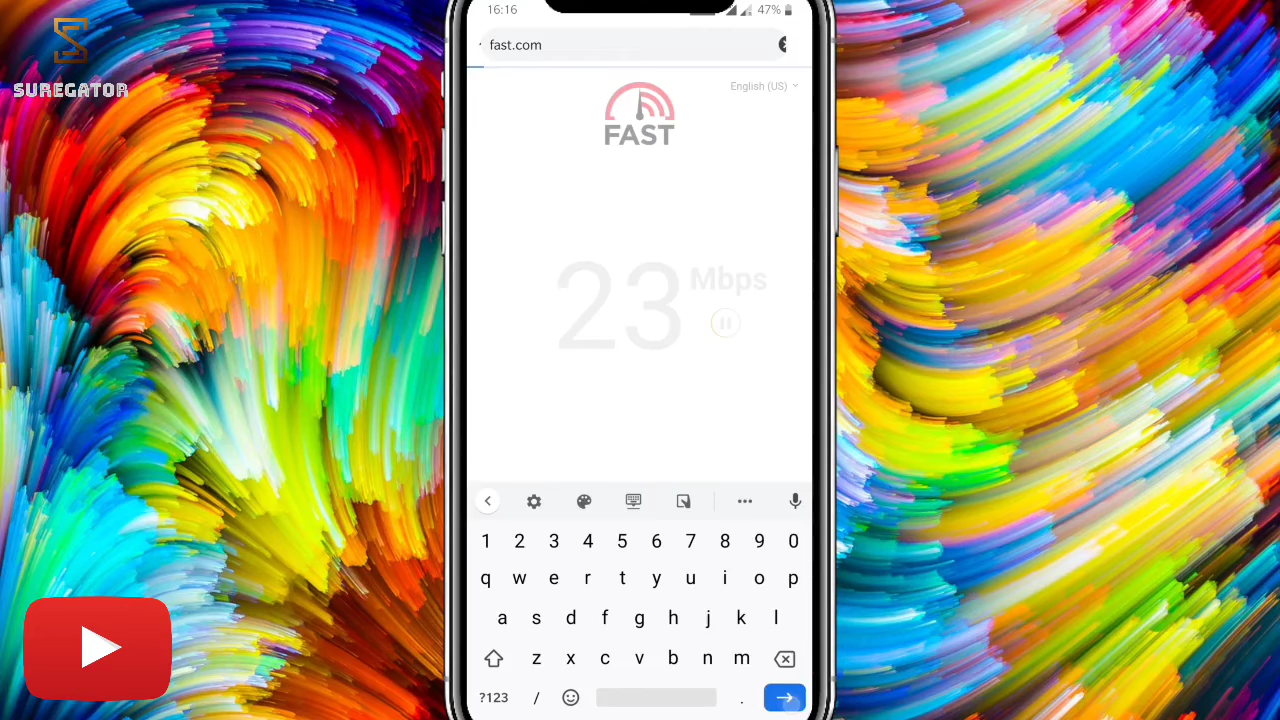 SUREGATOR
16:16
47%
fast.com
English (US)
FAST
23 Mbps
1 2 3 4 5 6 7 8 9 0
q w e r t y u i o p
a s d f g h j k l
z x c v b n m
?123 / .